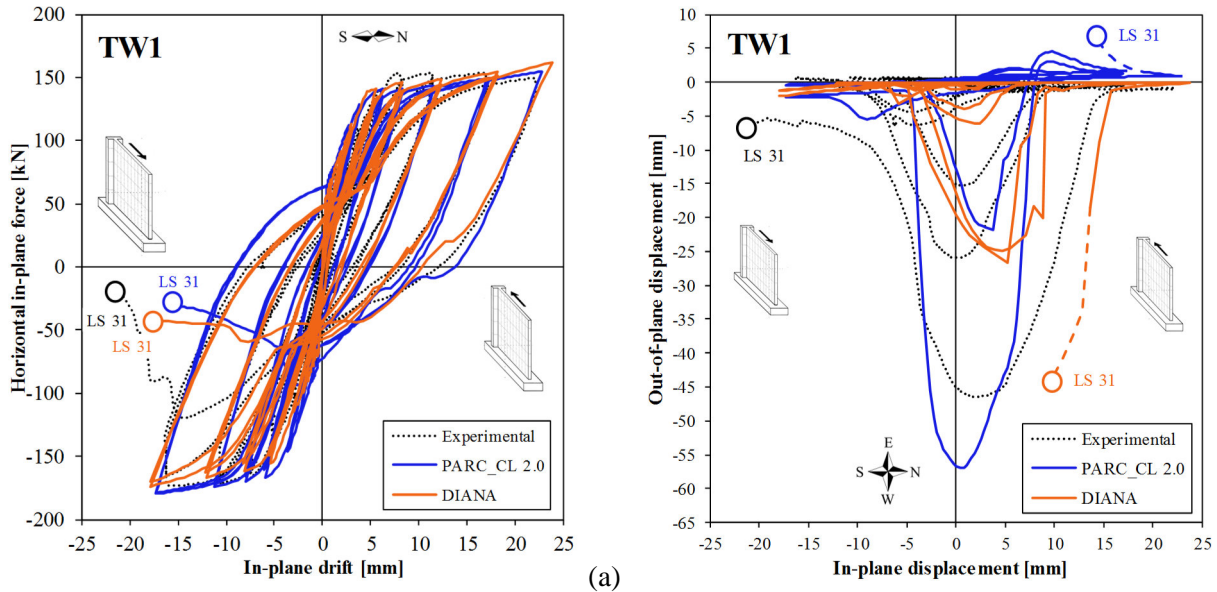 TW1
S N
Horizontal in-plane force [kN]
200
150
100
50
0
-50
-100
-150
-200
LS 31
LS 31
LS 31
Experimental
PARC_CL 2.0
DIANA
-25 -20 -15 -10 -5 0 5 10 15 20 25
In-plane drift [mm]
(a)
TW1
Out-of-plane displacement [mm]
10
5
0
-5
-10
-15
-20
-25
-30
-35
-40
-45
-50
-55
-60
-65
LS 31
LS 31
LS 31
E
S N
W
Experimental
PARC_CL 2.0
DIANA
-25 -20 -15 -10 -5 0 5 10 15 20 25
In-plane displacement [mm]